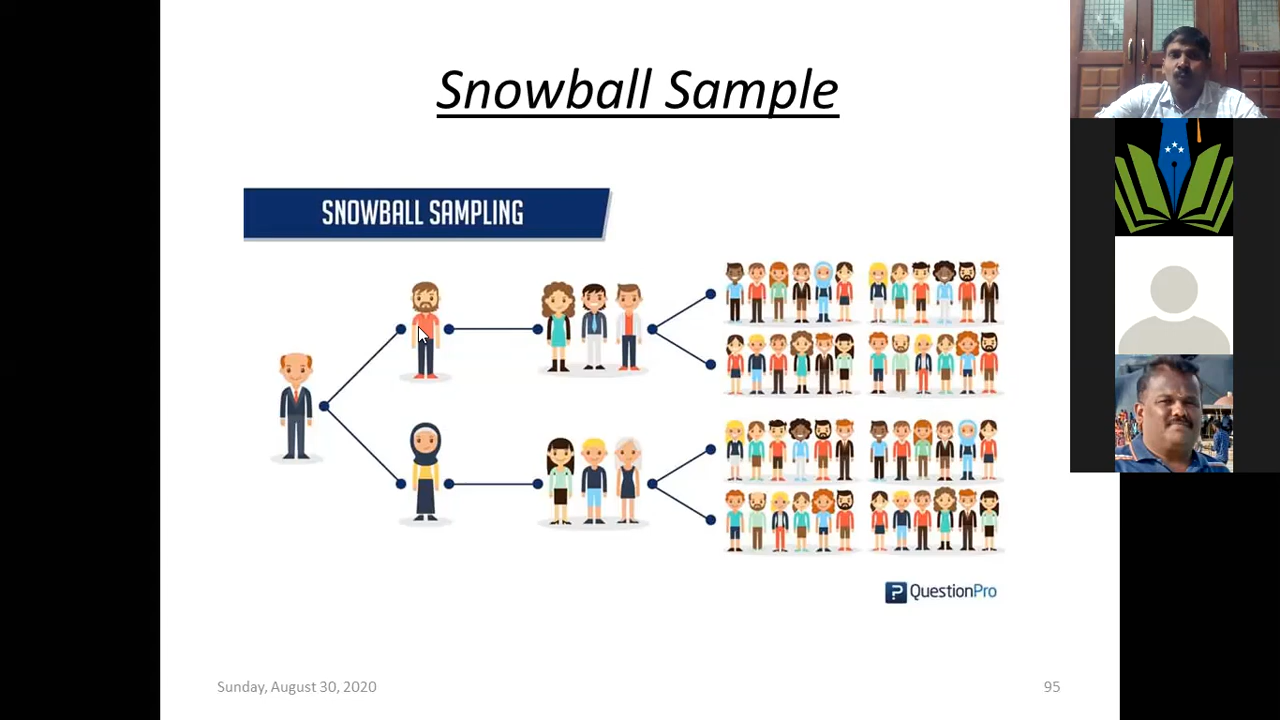 Snowball Sample
SNOWBALL SAMPLING
QuestionPro
Sunday, August 30, 2020
95